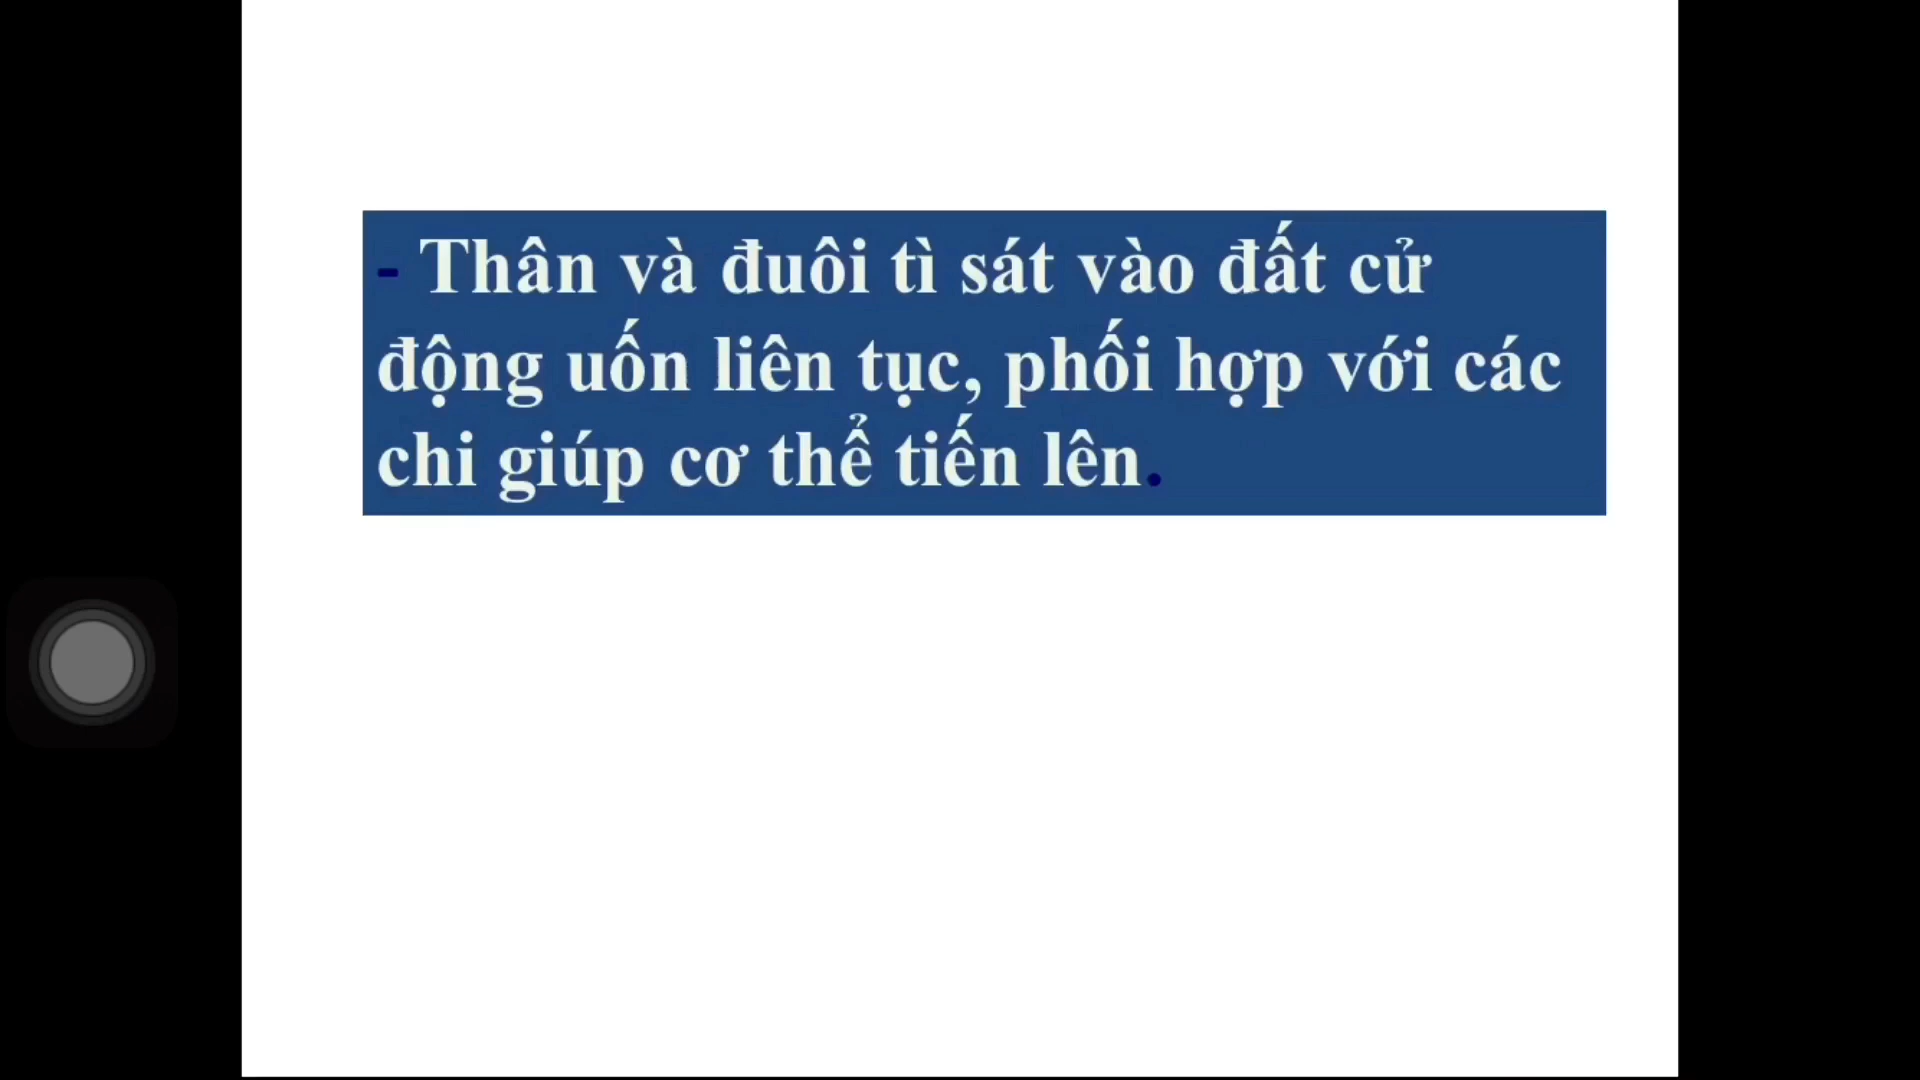 - Thân và đuôi tì sát vào đất cử
động uốn liên tục, phối hợp với các
chi giúp cơ thể tiến lên.